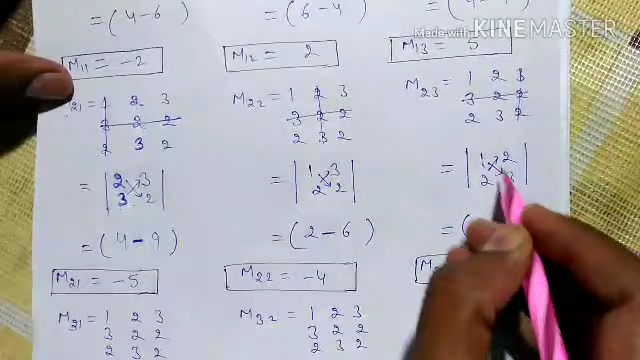 = (4 - 6) = (6 - 4)
Made with KINEMASTER
M₁₁ = -2 M₁₂ = 2 M₁₃ = 5
21 = 1 2 3 M₂₂ = 1 2 3 M₂₃ = 1 2 3
3 2 2 3 2 2 3 2 2
2 3 2 2 3 2 2 3 2
= | 2 3 | = | 1 3 | = | 1 2 |
| 3 2 | | 2 2 | | 2 3 |
= (4 - 9) = (2 - 6) = (
M₂₁ = -5 M₂₂ = -4 M
M₃₁ = 1 2 3 M₃₂ = 1 2 3
3 2 2 3 2 2
2 3 2 2 3 2